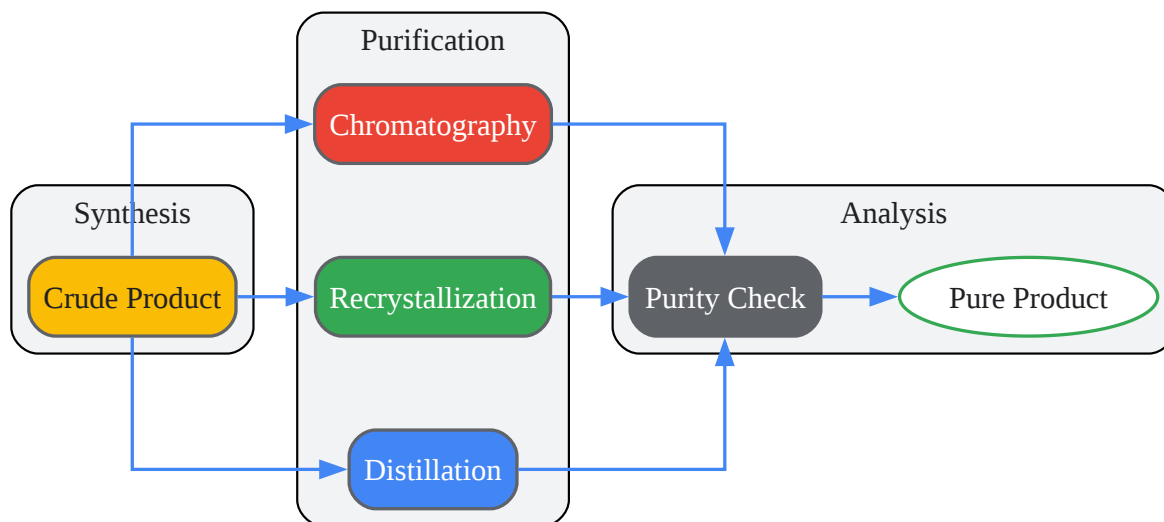 Purification
Chromatography
Synthesis
Analysis
Crude Product
Recrystallization
Purity Check
Pure Product
Distillation